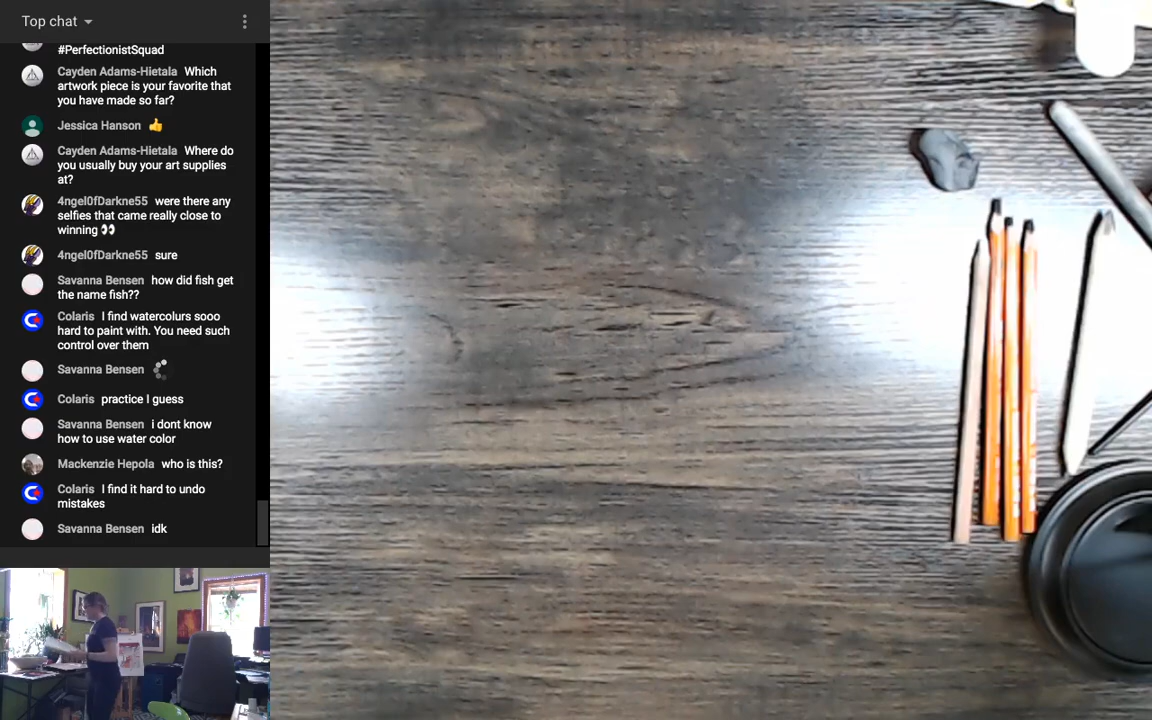 Top chat
#PerfectionistSquad
Cayden Adams-Hietala Which
artwork piece is your favorite that
you have made so far?
Jessica Hanson 👍
Cayden Adams-Hietala Where do
you usually buy your art supplies
at?
4ngel0fDarkne55 were there any
selfies that came really close to
winning 👀
4ngel0fDarkne55 sure
Savanna Bensen how did fish get
the name fish??
Colaris I find watercolurs sooo
hard to paint with. You need such
control over them
Savanna Bensen
Colaris practice I guess
Savanna Bensen i dont know
how to use water color
Mackenzie Hepola who is this?
Colaris I find it hard to undo
mistakes
Savanna Bensen idk